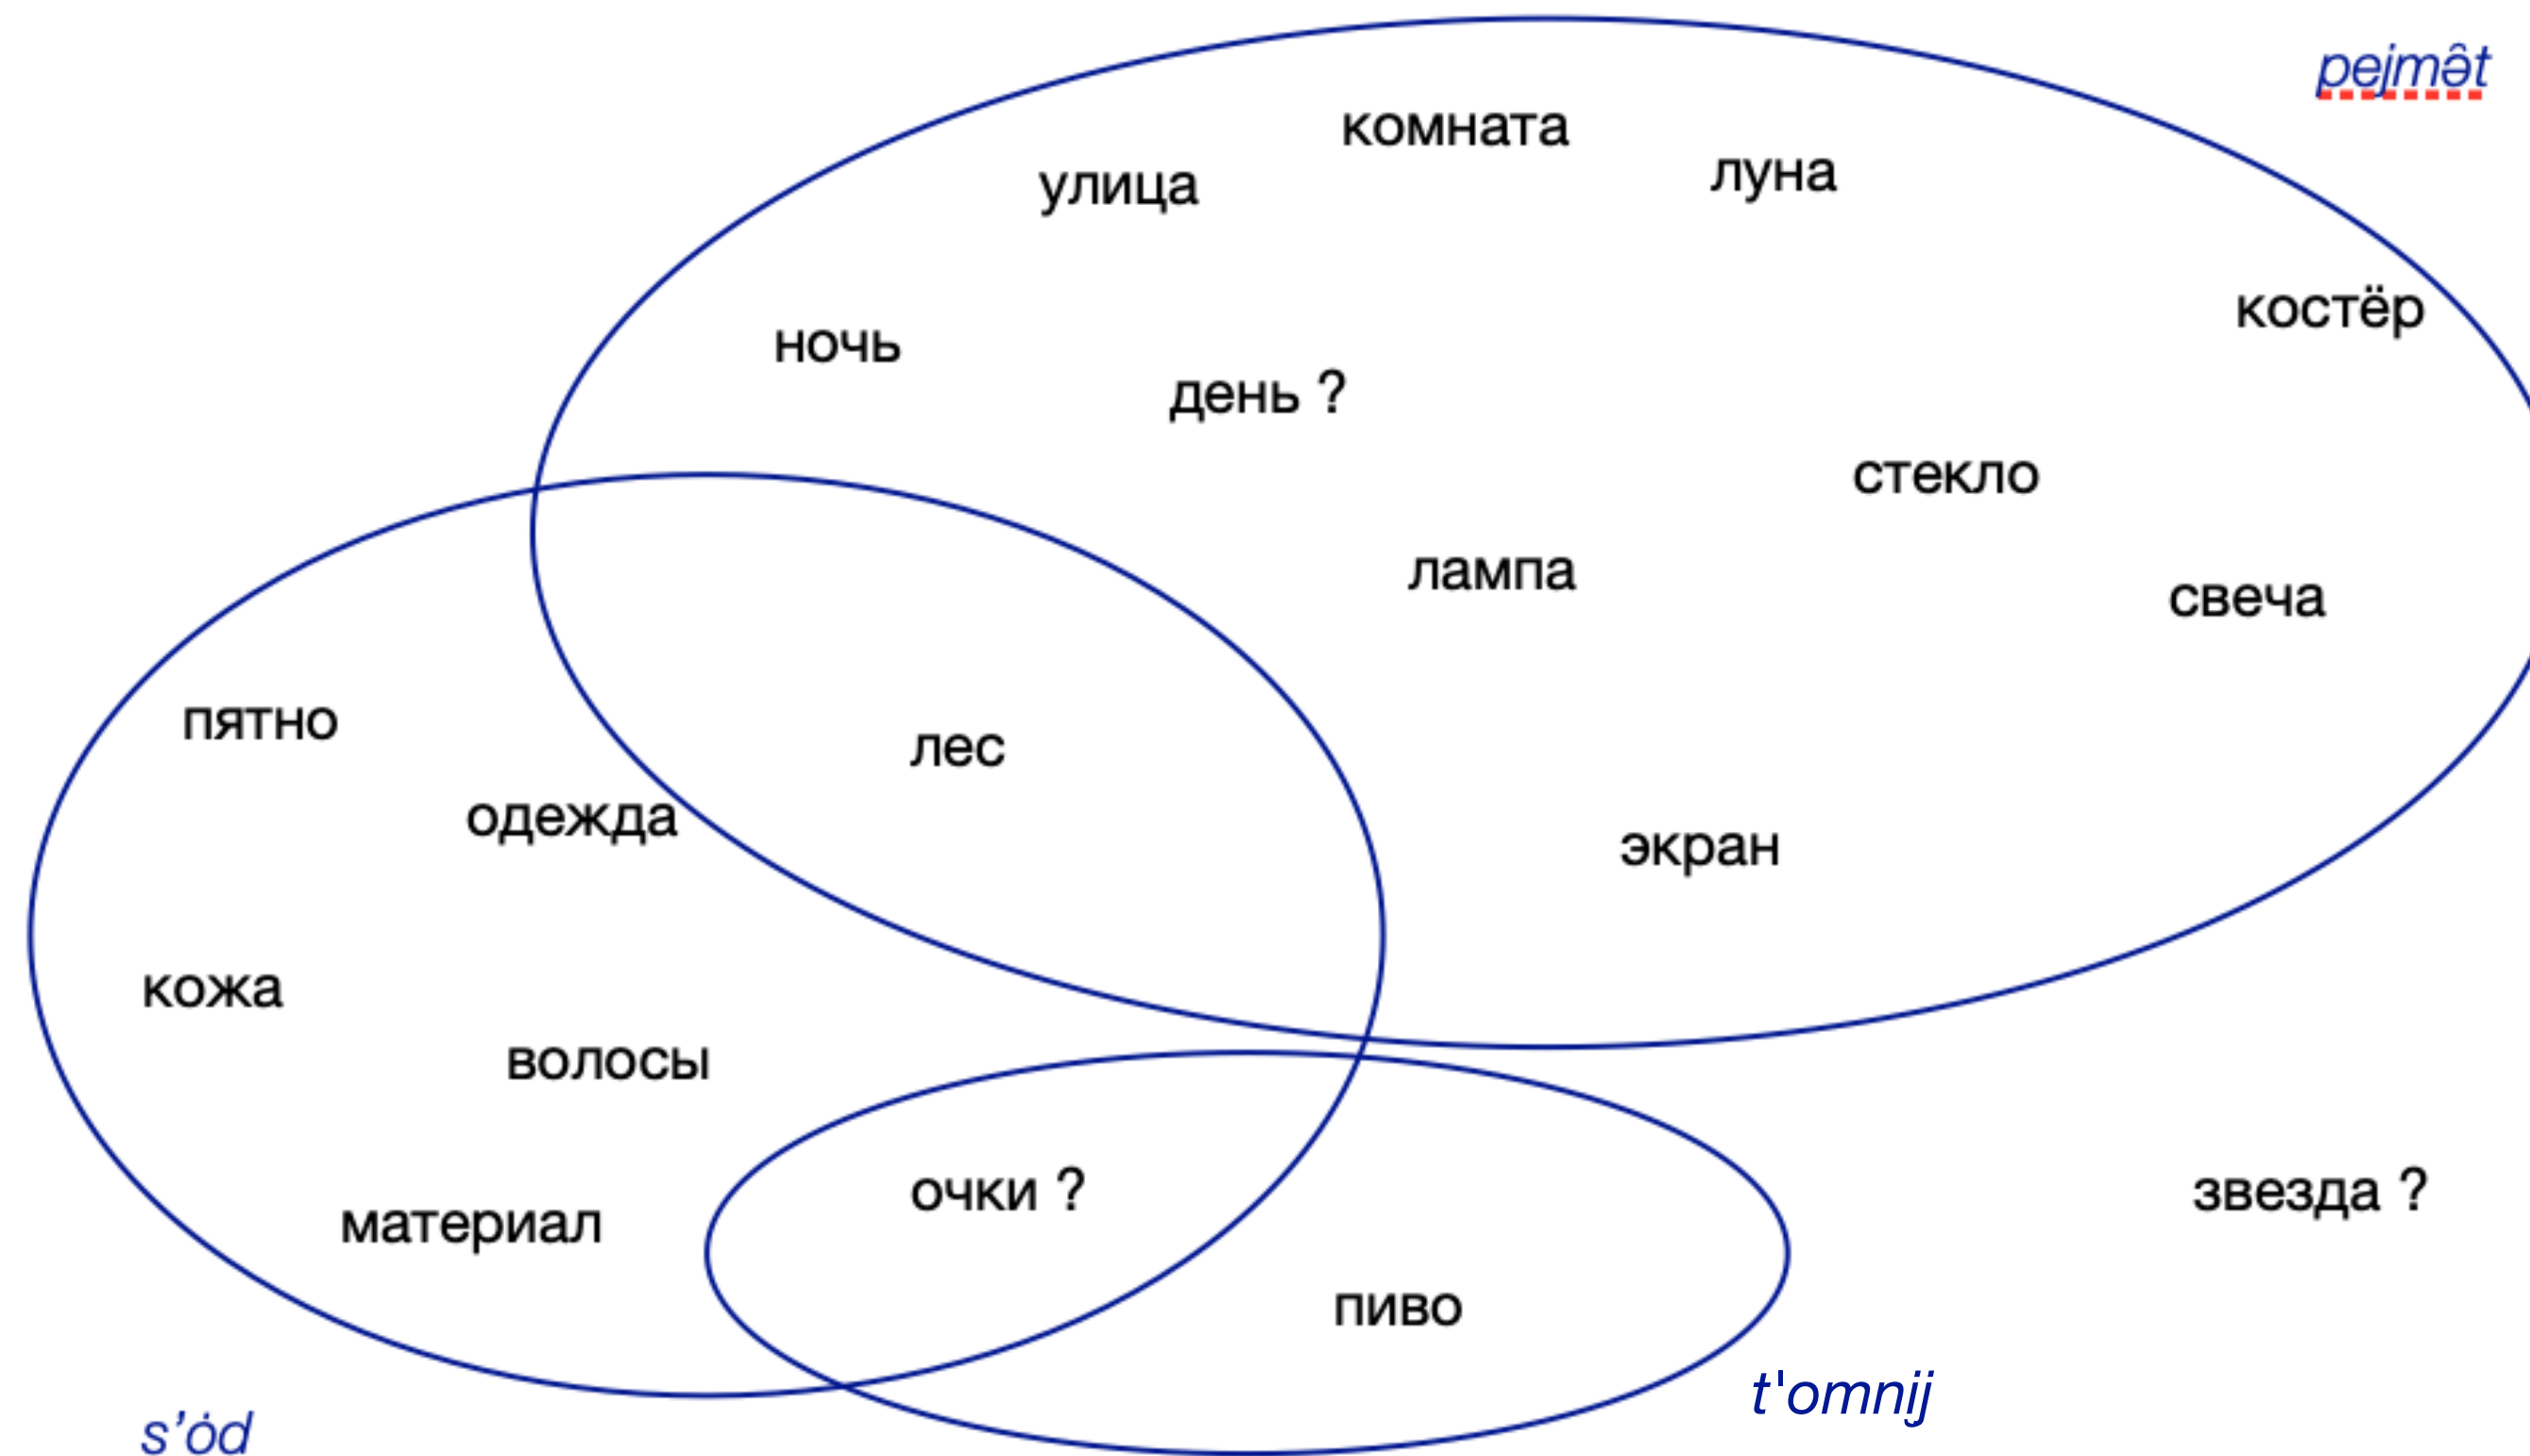 pejmə̑t
комната
луна
улица
костёр
ночь
день ?
стекло
лампа
свеча
пятно
лес
одежда
экран
кожа
волосы
очки ?
звезда ?
материал
пиво
t'omnij
s’ȯd